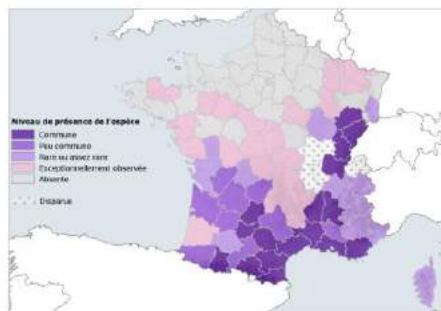 Niveau de présence de l'espèce
Commune
Peu commune
Rare ou assez rare
Exceptionnellement observée
Absente
Disparue